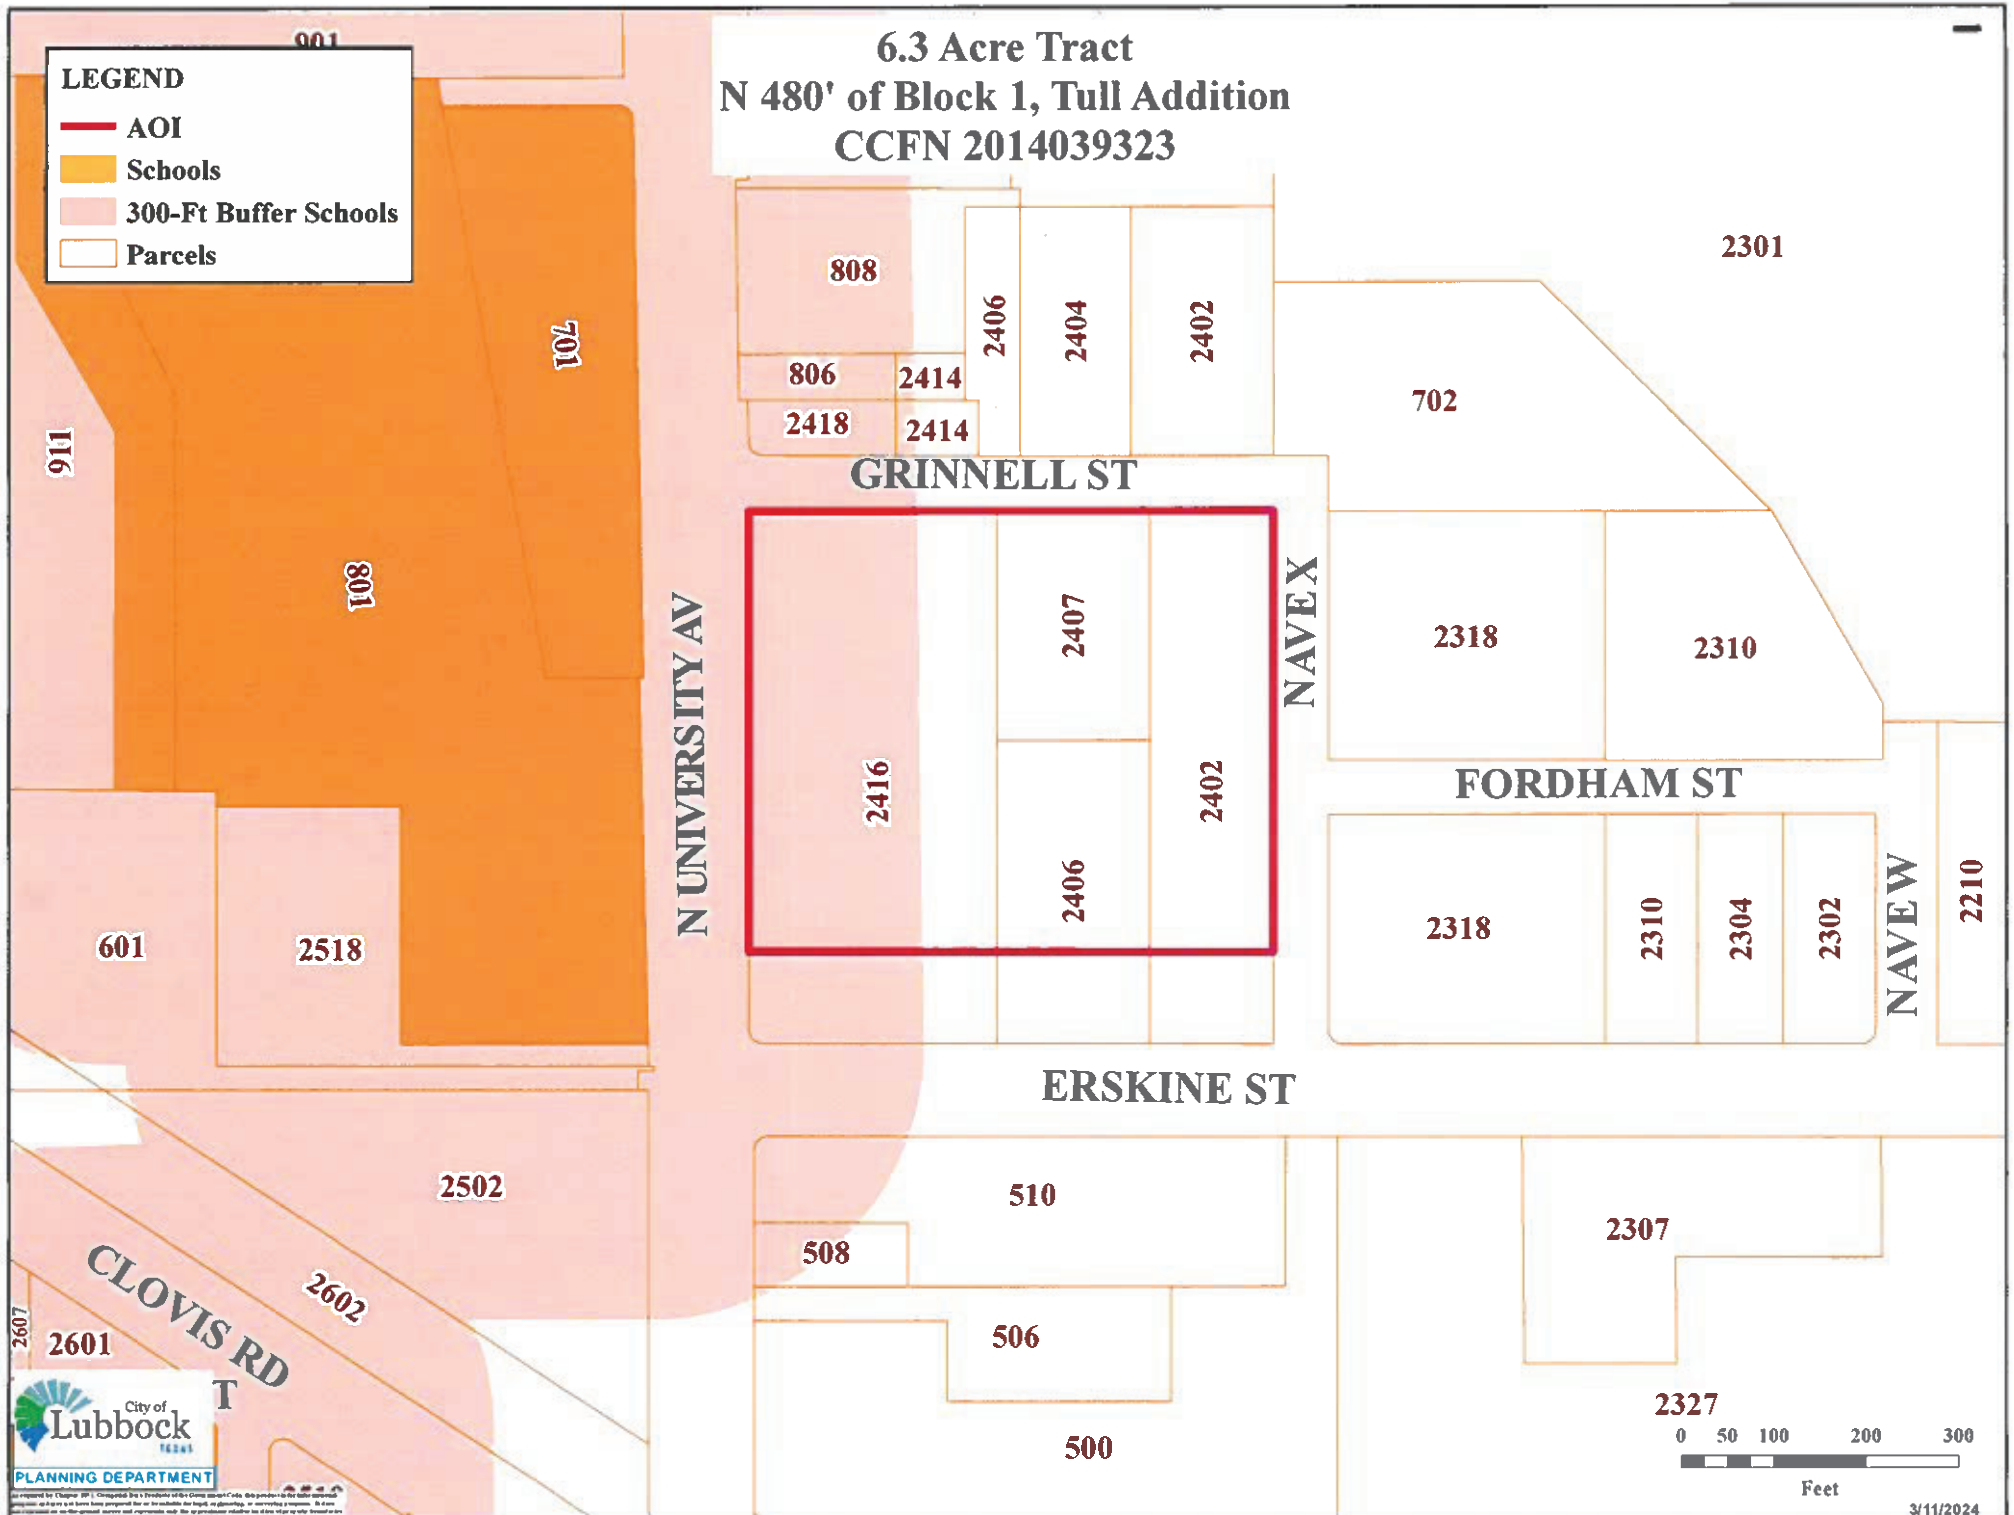 6.3 Acre Tract
N 480' of Block 1, Tull Addition
CCFN 2014039323
901
LEGEND
AOI
Schools
300-Ft Buffer Schools
Parcels
2301
808
2406
2404
2402
701
806
2414
702
2418
2414
911
GRINNELL ST
801
N UNIVERSITY AV
2407
N AVE X
2318
2310
2416
2402
FORDHAM ST
2406
601
2518
2318
2310
2304
2302
N AVE W
2210
ERSKINE ST
2502
510
2307
508
CLOVIS RD
2602
506
2607
2601
T
2327
500
City of
Lubbock
TEXAS
PLANNING DEPARTMENT
0 50 100 200 300
Feet
3/11/2024